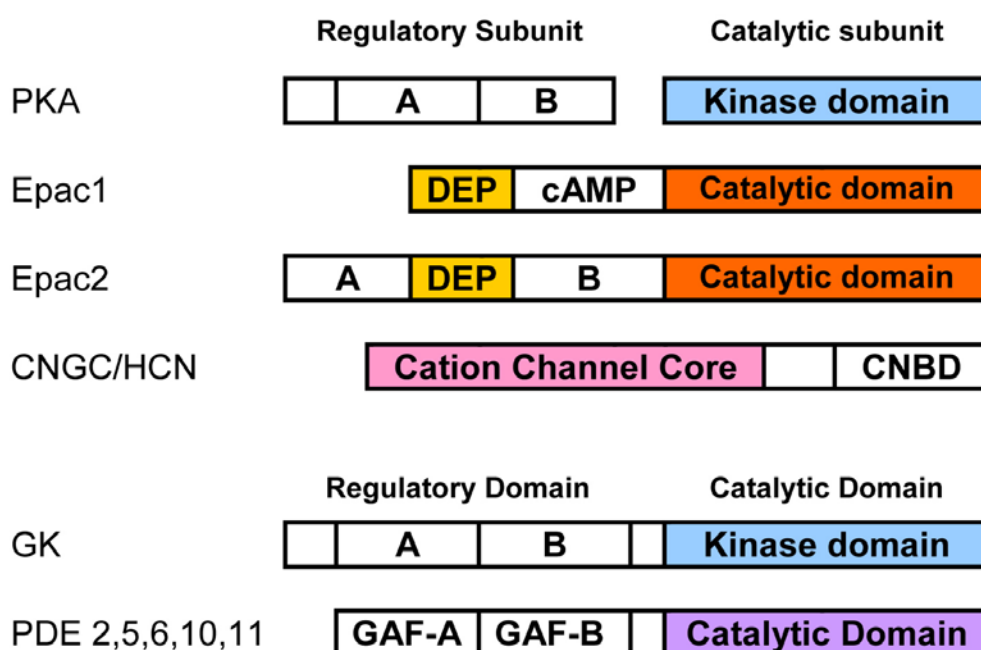 Regulatory Subunit Catalytic subunit
PKA A B Kinase domain
Epac1 DEP cAMP Catalytic domain
Epac2 A DEP B Catalytic domain
CNGC/HCN Cation Channel Core CNBD
Regulatory Domain Catalytic Domain
GK A B Kinase domain
PDE 2,5,6,10,11 GAF-A GAF-B Catalytic Domain